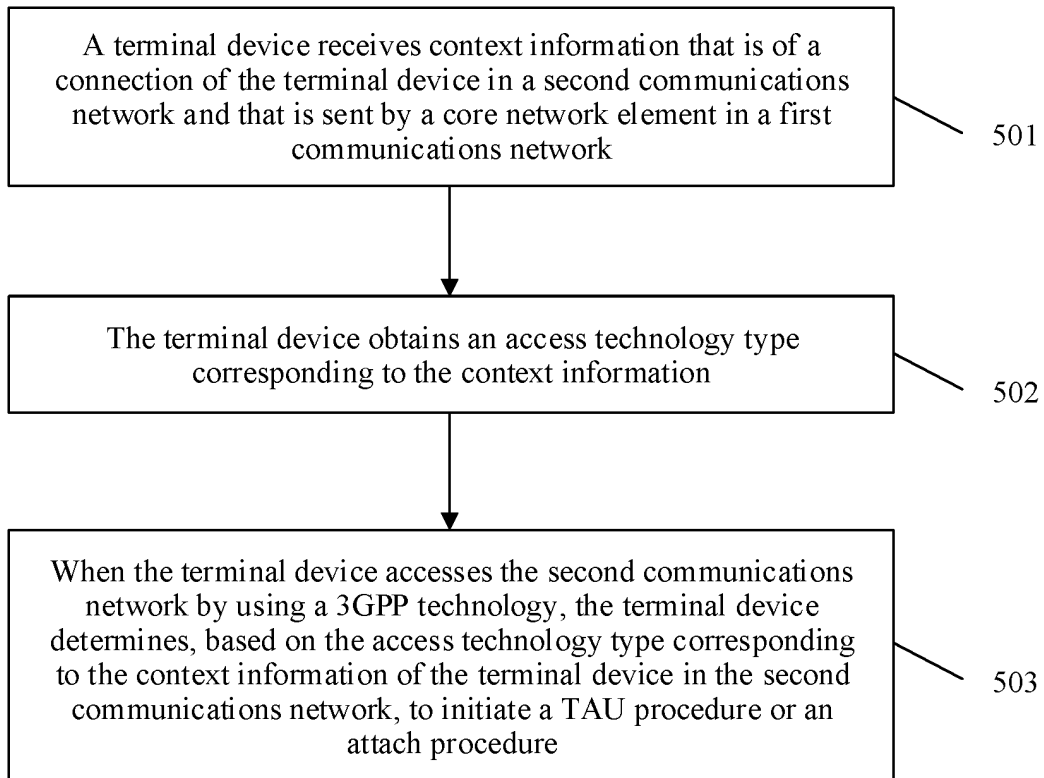 A terminal device receives context information that is of a
connection of the terminal device in a second communications
network and that is sent by a core network element in a first
communications network
501
The terminal device obtains an access technology type
corresponding to the context information
502
When the terminal device accesses the second communications
network by using a 3GPP technology, the terminal device
determines, based on the access technology type corresponding
to the context information of the terminal device in the second
communications network, to initiate a TAU procedure or an
attach procedure
503